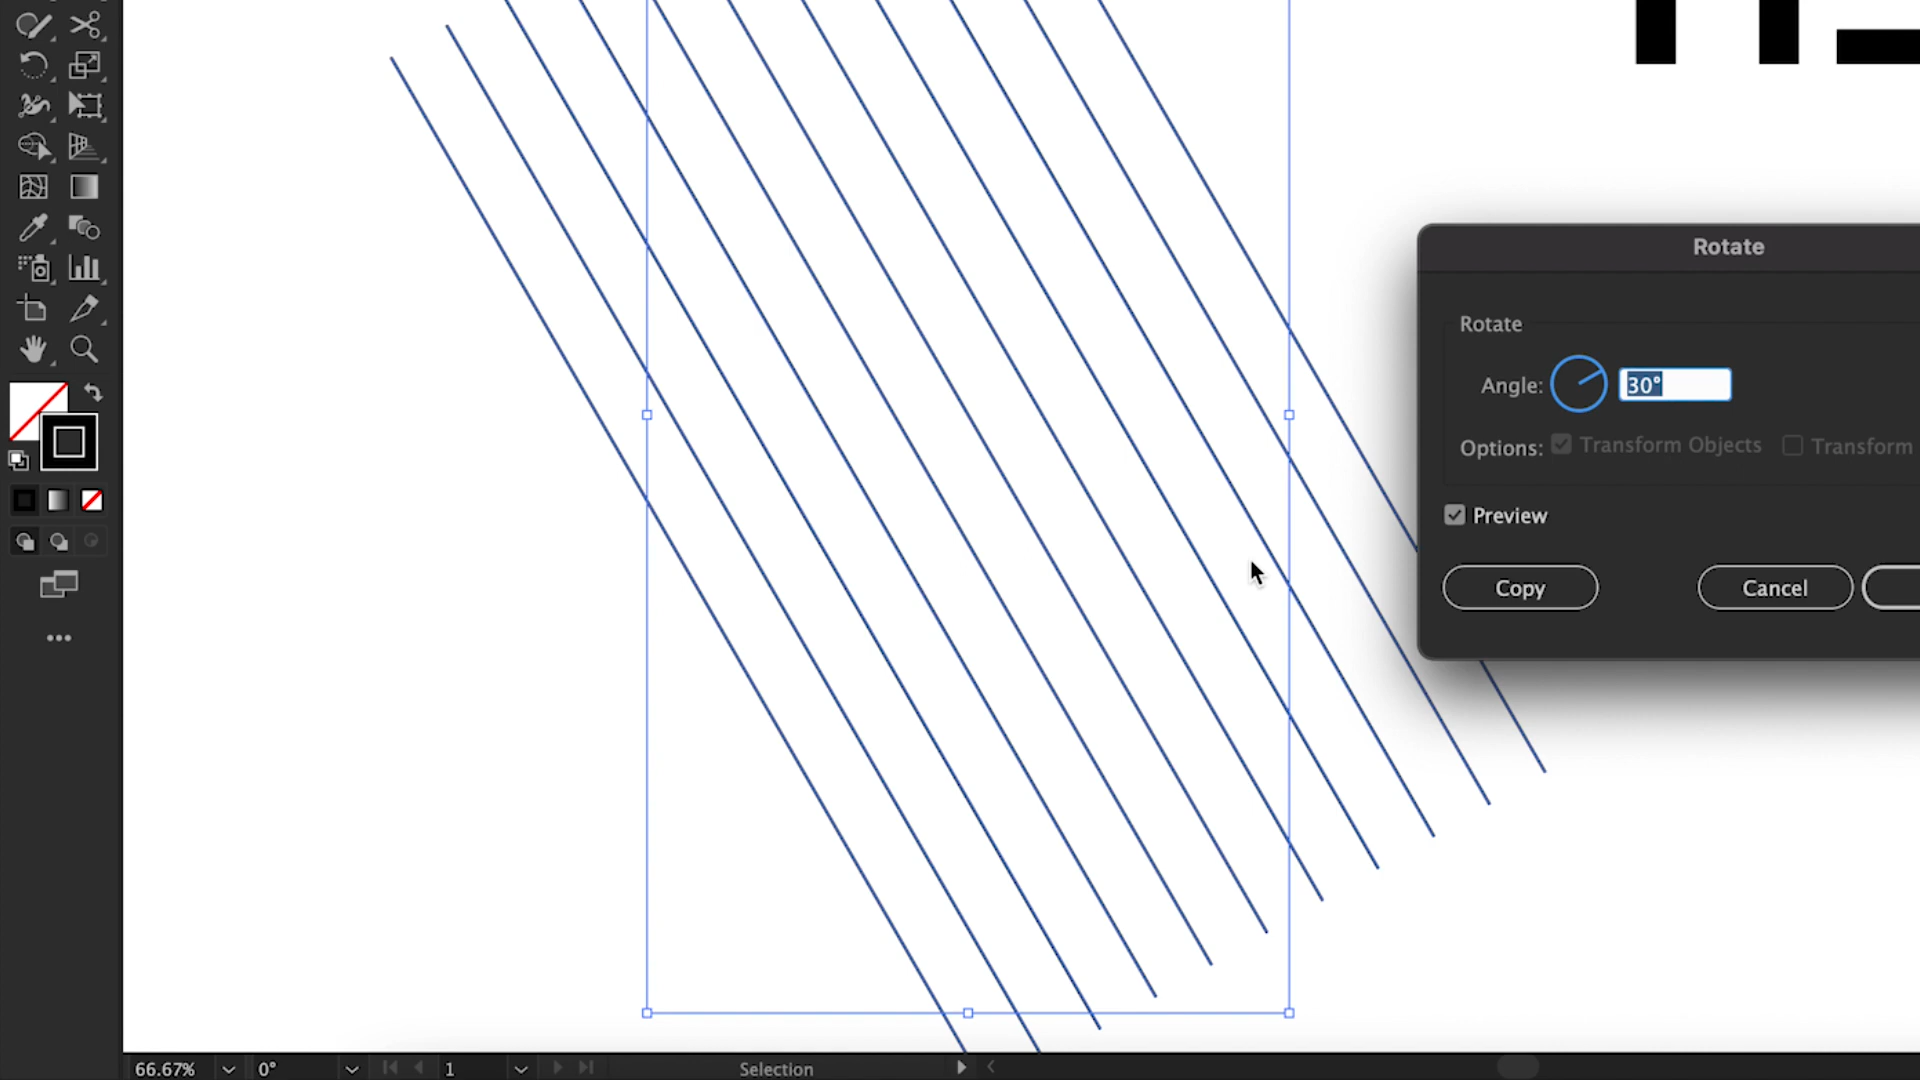 Rotate
Rotate
Angle: 30°
Options: Transform Objects Transform
Preview
Copy Cancel
66.67% 0° 1 Selection